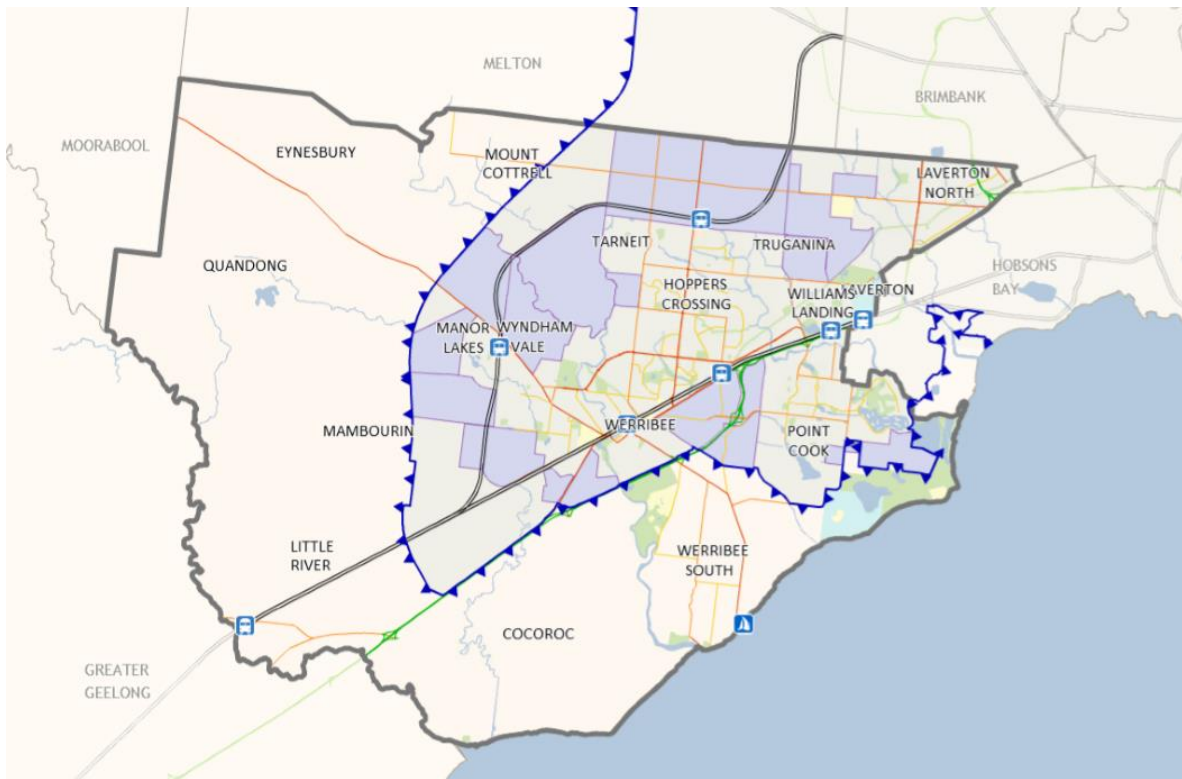 MELTON
BRIMBANK
MOORABOOL
EYNESBURY
MOUNT
COTTRELL
LAVERTON
NORTH
TARNEIT
TRUGANINA
QUANDONG
HOBSONS
BAY
HOPPERS
CROSSING
WILLIAMS
LANDING
MANOR
LAKES
WYNDHAM
VALE
MAMBOURIN
WERRIBEE
POINT
COOK
LITTLE
RIVER
WERRIBEE
SOUTH
COCOROC
GREATER
GEELONG